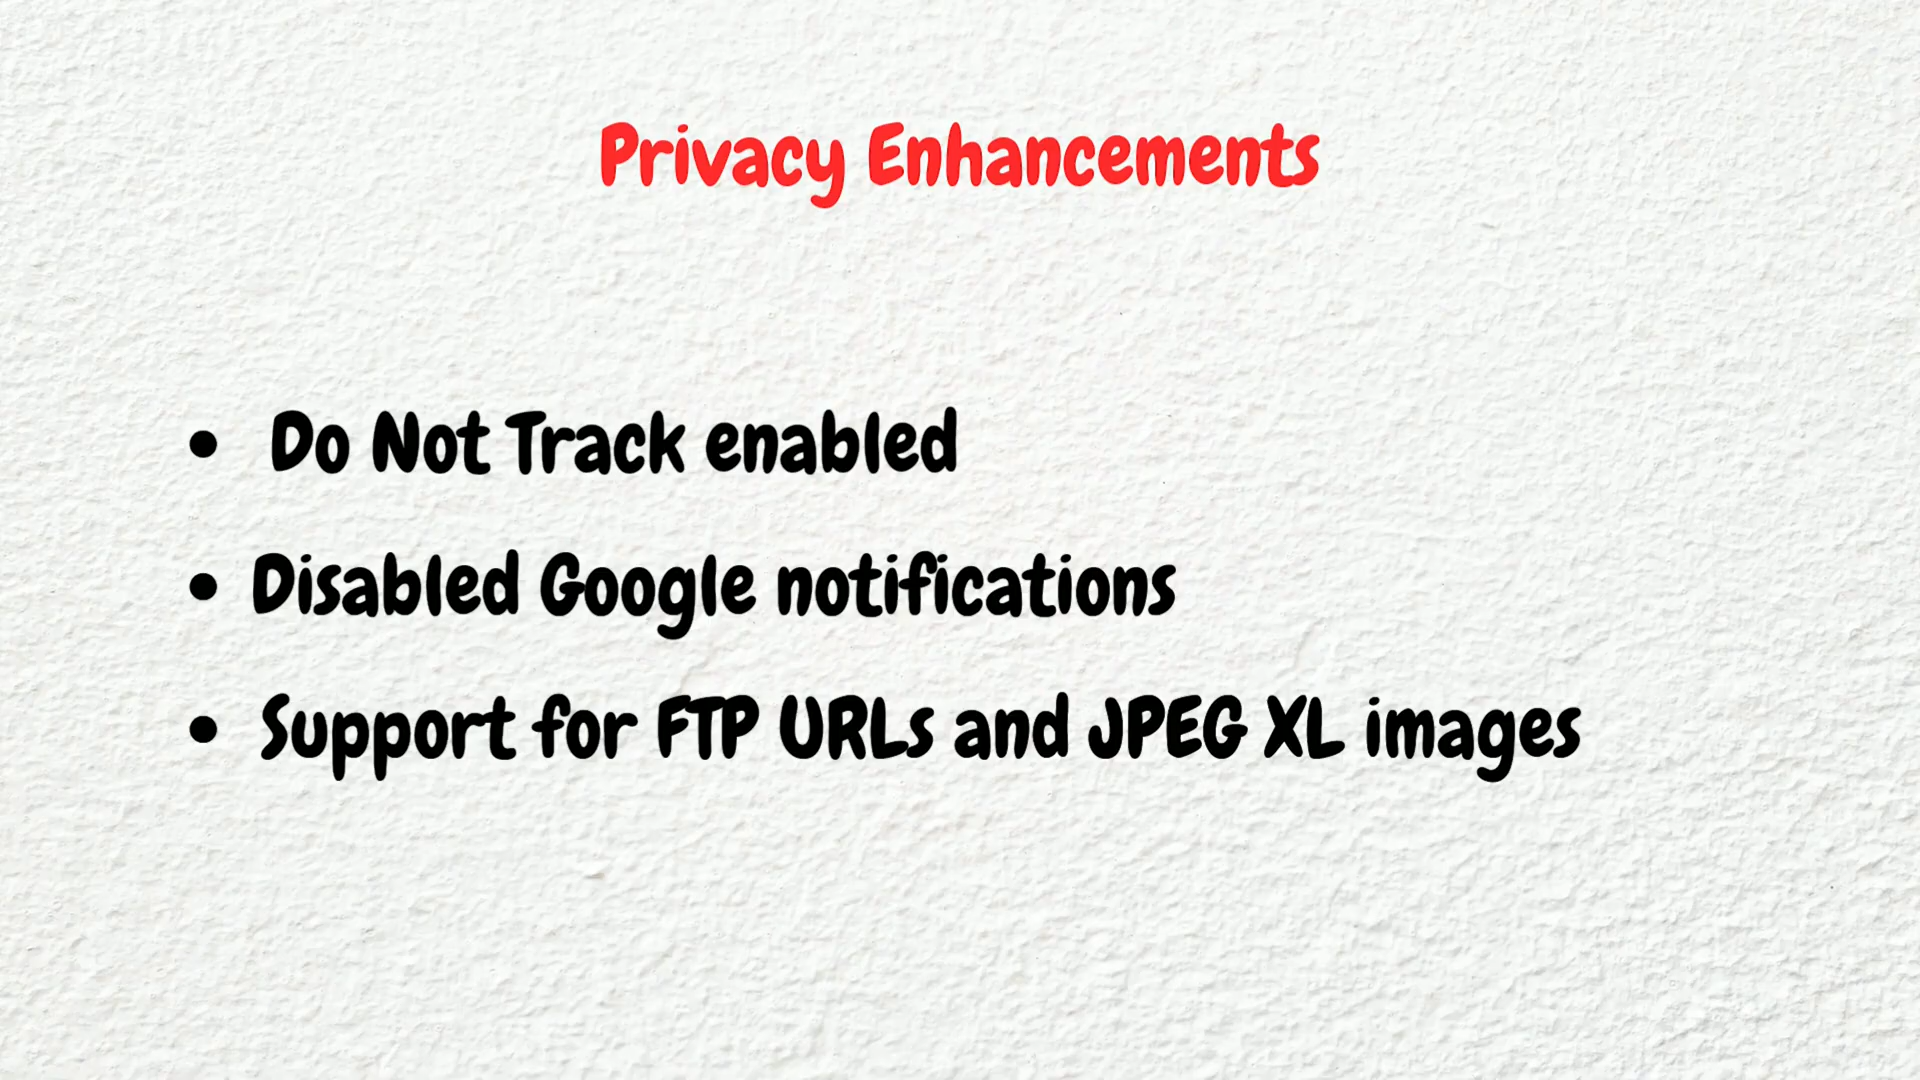 Privacy Enhancements
• Do Not Track enabled
• Disabled Google notifications
• Support for FTP URLs and JPEG XL images